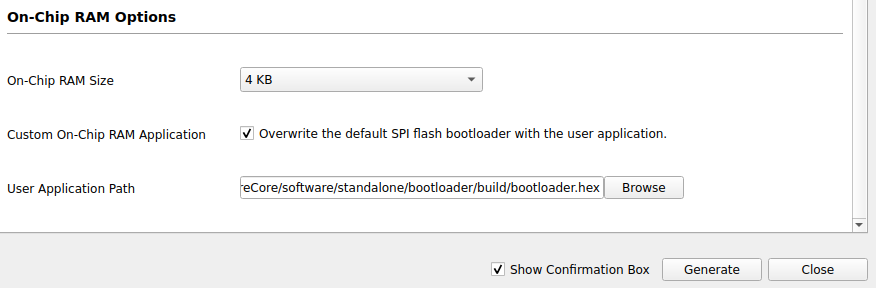 On-Chip RAM Options
On-Chip RAM Size
4 KB
Custom On-Chip RAM Application
Overwrite the default SPI flash bootloader with the user application.
User Application Path
reCore/software/standalone/bootloader/build/bootloader.hex
Browse
Show Confirmation Box
Generate
Close